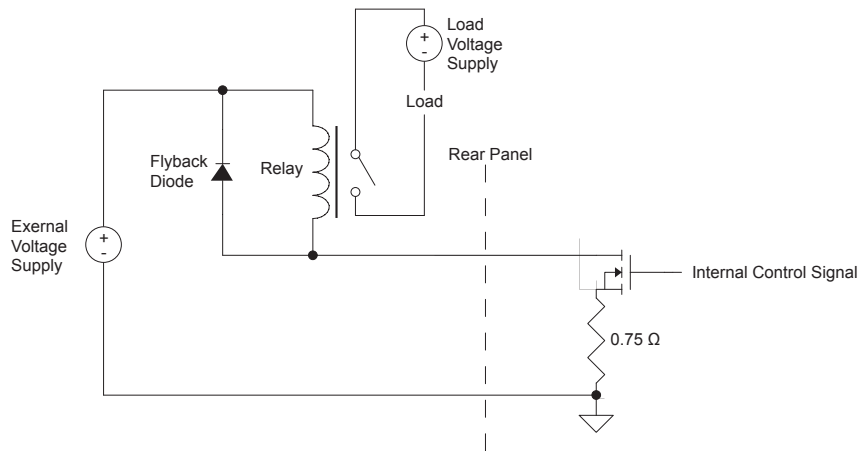 Load
Voltage
Supply
+
-
Load
Rear Panel
Flyback
Diode
Relay
Exernal
Voltage
Supply
+
-
Internal Control Signal
0.75 Ω